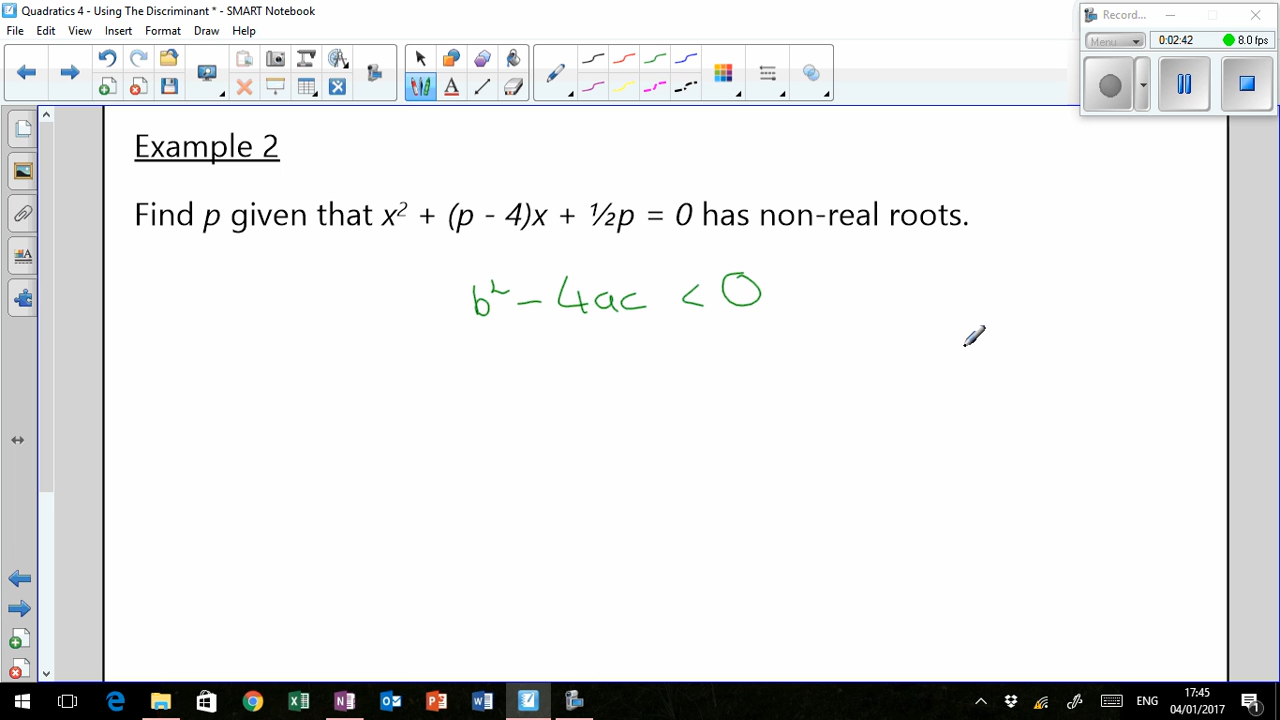 Quadratics 4 - Using The Discriminant * - SMART Notebook
Record...
File Edit View Insert Format Draw Help
Menu 0:02:42 8.0 fps
Example 2
Find p given that x² + (p - 4)x + ½p = 0 has non-real roots.
b² - 4ac < 0
ENG
17:45
04/01/2017
1